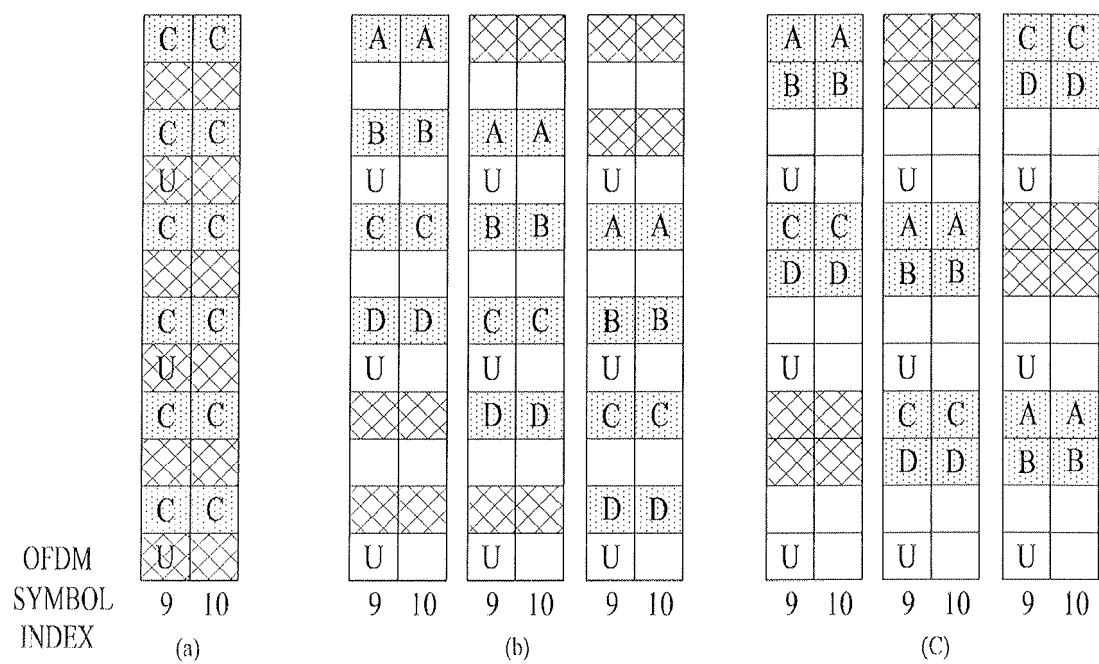 C C A A A A C C
B B D D
C C B B A A
U U U U U U U
C C C C B B A A C C A A
D D B B
C C D D C C B B
U U U U U U U
C C D D C C C C A A
D D B B
C C D D
U U U U U U U
OFDM
SYMBOL
INDEX
9 10 9 10 9 10 9 10 9 10 9 10 9 10
(a) (b) (C)